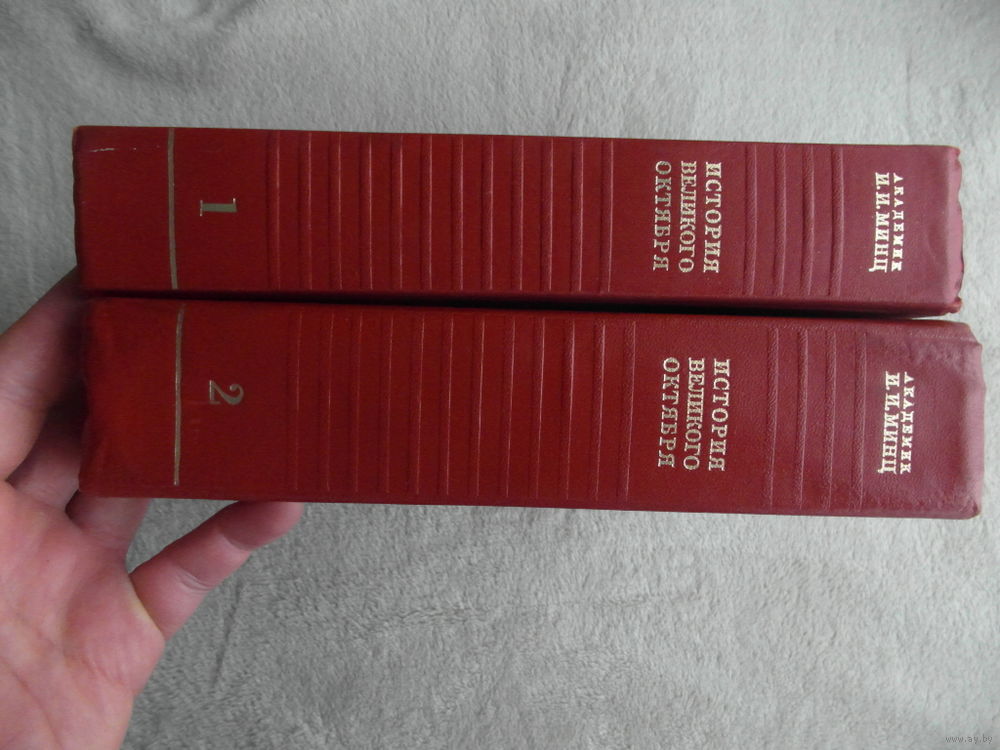 АКАДЕМИК
И.И.МИНЦ
ИСТОРИЯ
ВЕЛИКОГО
ОКТЯБРЯ
1
АКАДЕМИК
И.И.МИНЦ
ИСТОРИЯ
ВЕЛИКОГО
ОКТЯБРЯ
2
www.ay.by